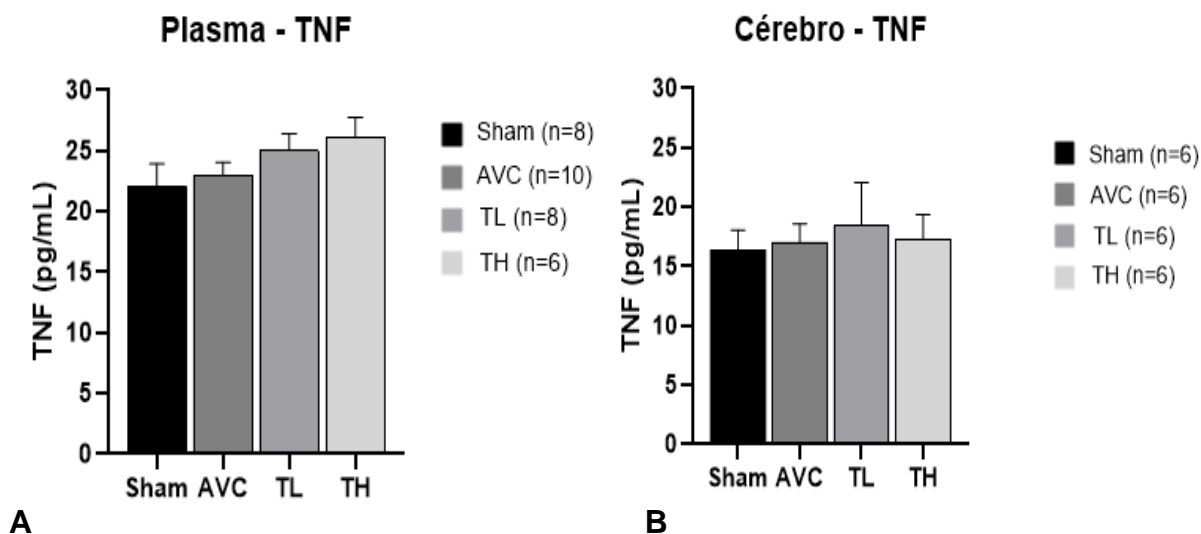 Plasma - TNF
30
25
20
15
10
5
0
TNF (pg/mL)
Sham AVC TL TH
Sham (n=8)
AVC (n=10)
TL (n=8)
TH (n=6)
A
Cérebro - TNF
30
25
20
15
10
5
0
TNF (pg/mL)
Sham AVC TL TH
Sham (n=6)
AVC (n=6)
TL (n=6)
TH (n=6)
B